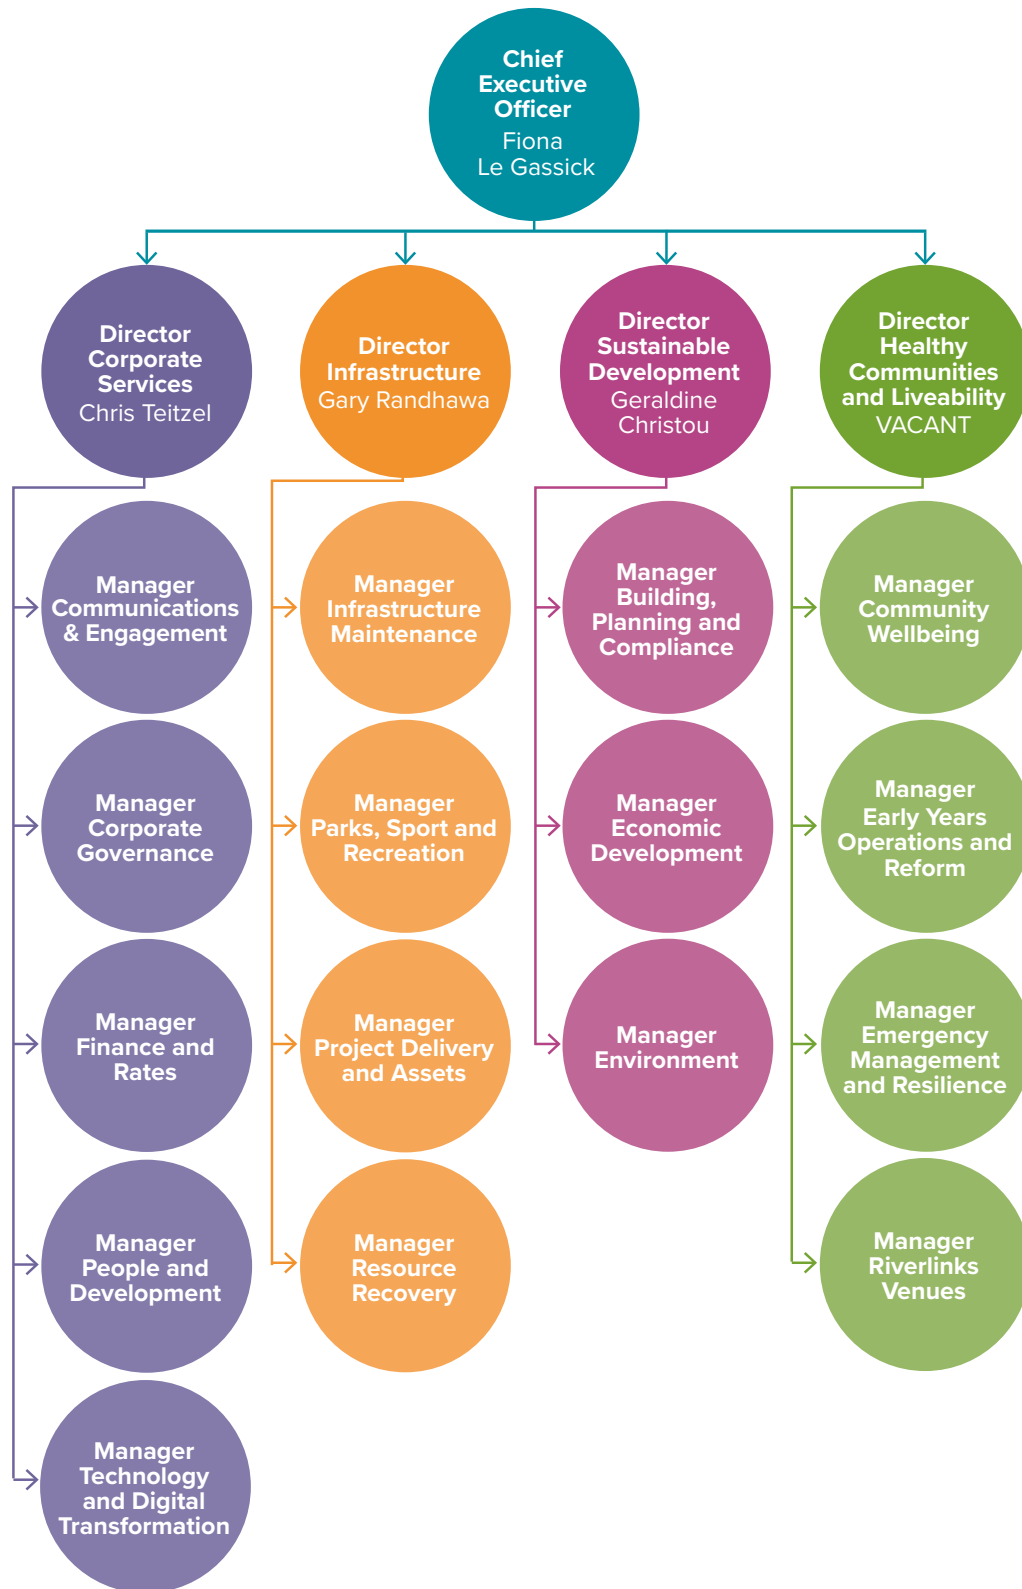 Chief
Executive
Officer
Fiona
Le Gassick
Director
Corporate
Services
Chris Teitzel
Director
Infrastructure
Gary Randhawa
Director
Sustainable
Development
Geraldine
Christou
Director
Healthy
Communities
and Liveability
VACANT
Manager
Communications
& Engagement
Manager
Infrastructure
Maintenance
Manager
Building,
Planning and
Compliance
Manager
Community
Wellbeing
Manager
Corporate
Governance
Manager
Parks, Sport and
Recreation
Manager
Economic
Development
Manager
Early Years
Operations and
Reform
Manager
Finance and
Rates
Manager
Project Delivery
and Assets
Manager
Environment
Manager
Emergency
Management
and Resilience
Manager
People and
Development
Manager
Resource
Recovery
Manager
Riverlinks
Venues
Manager
Technology
and Digital
Transformation